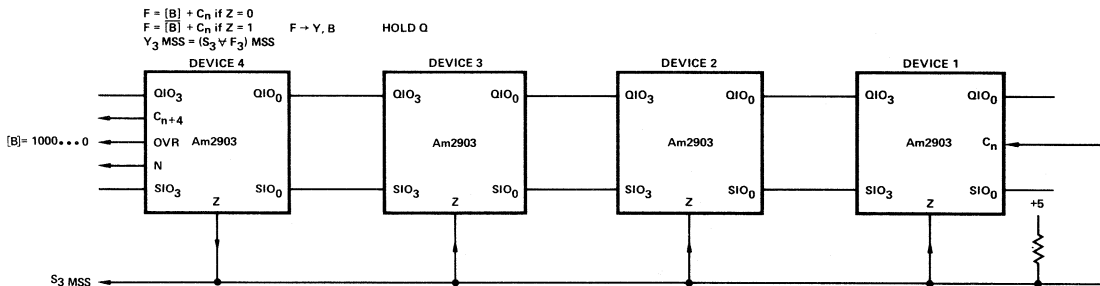 F = [B] + Cn if Z = 0
F = [B̅] + Cn if Z = 1 F → Y, B HOLD Q
Y3 MSS = (S3 ∀ F3) MSS
DEVICE 4 DEVICE 3 DEVICE 2 DEVICE 1
QIO3 QIO0 QIO3 QIO0 QIO3 QIO0 QIO3 QIO0
Cn+4
[B] = 1000•••0 OVR Am2903 Am2903 Am2903 Am2903 Cn
N
SIO3 SIO0 SIO3 SIO0 SIO3 SIO0 SIO3 SIO0
Z Z Z Z +5
S3 MSS